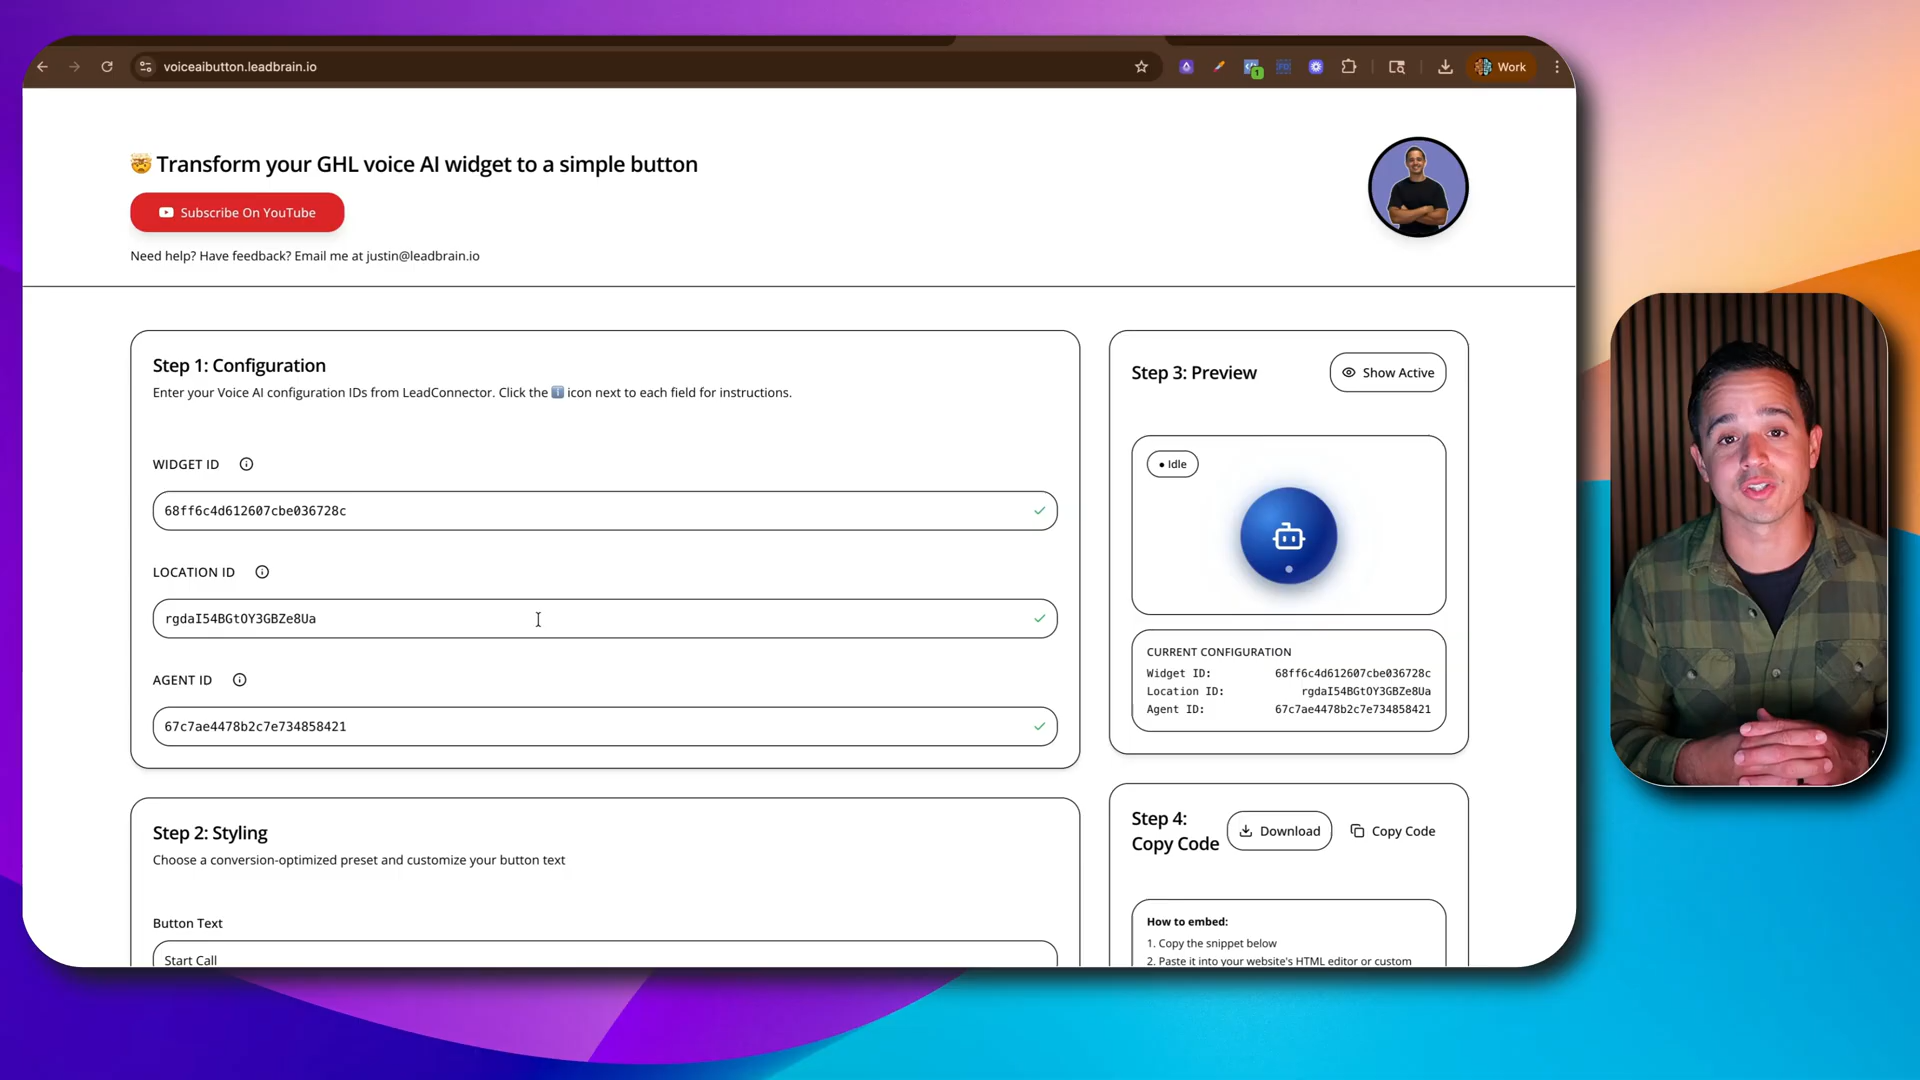 voiceaibutton.leadbrain.io
1
Work
🤯 Transform your GHL voice AI widget to a simple button
Subscribe On YouTube
Need help? Have feedback? Email me at justin@leadbrain.io
Step 1: Configuration
Enter your Voice AI configuration IDs from LeadConnector. Click the ℹ️ icon next to each field for instructions.
WIDGET ID
68ff6c4d612607cbe036728c
LOCATION ID
rgdaI54BGtOY3GBZe8Ua
AGENT ID
67c7ae4478b2c7e734858421
Step 2: Styling
Choose a conversion-optimized preset and customize your button text
Button Text
Start Call
Step 3: Preview
Show Active
• Idle
CURRENT CONFIGURATION
Widget ID: 68ff6c4d612607cbe036728c
Location ID: rgdaI54BGtOY3GBZe8Ua
Agent ID: 67c7ae4478b2c7e734858421
Step 4:
Copy Code
Download
Copy Code
How to embed:
1. Copy the snippet below
2. Paste it into your website's HTML editor or custom